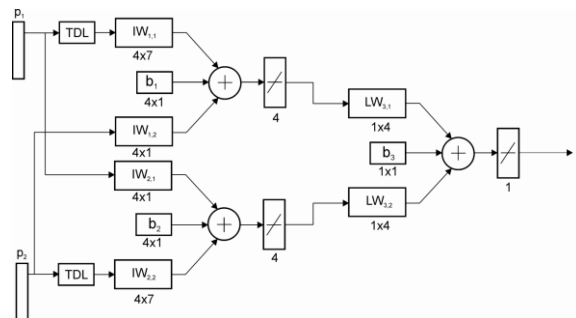 p1
TDL
IW1,1
4x7
b1
4x1
4
LW3,1
1x4
IW1,2
4x1
b3
1x1
1
IW2,1
4x1
LW3,2
1x4
b2
4x1
4
p2
TDL
IW2,2
4x7